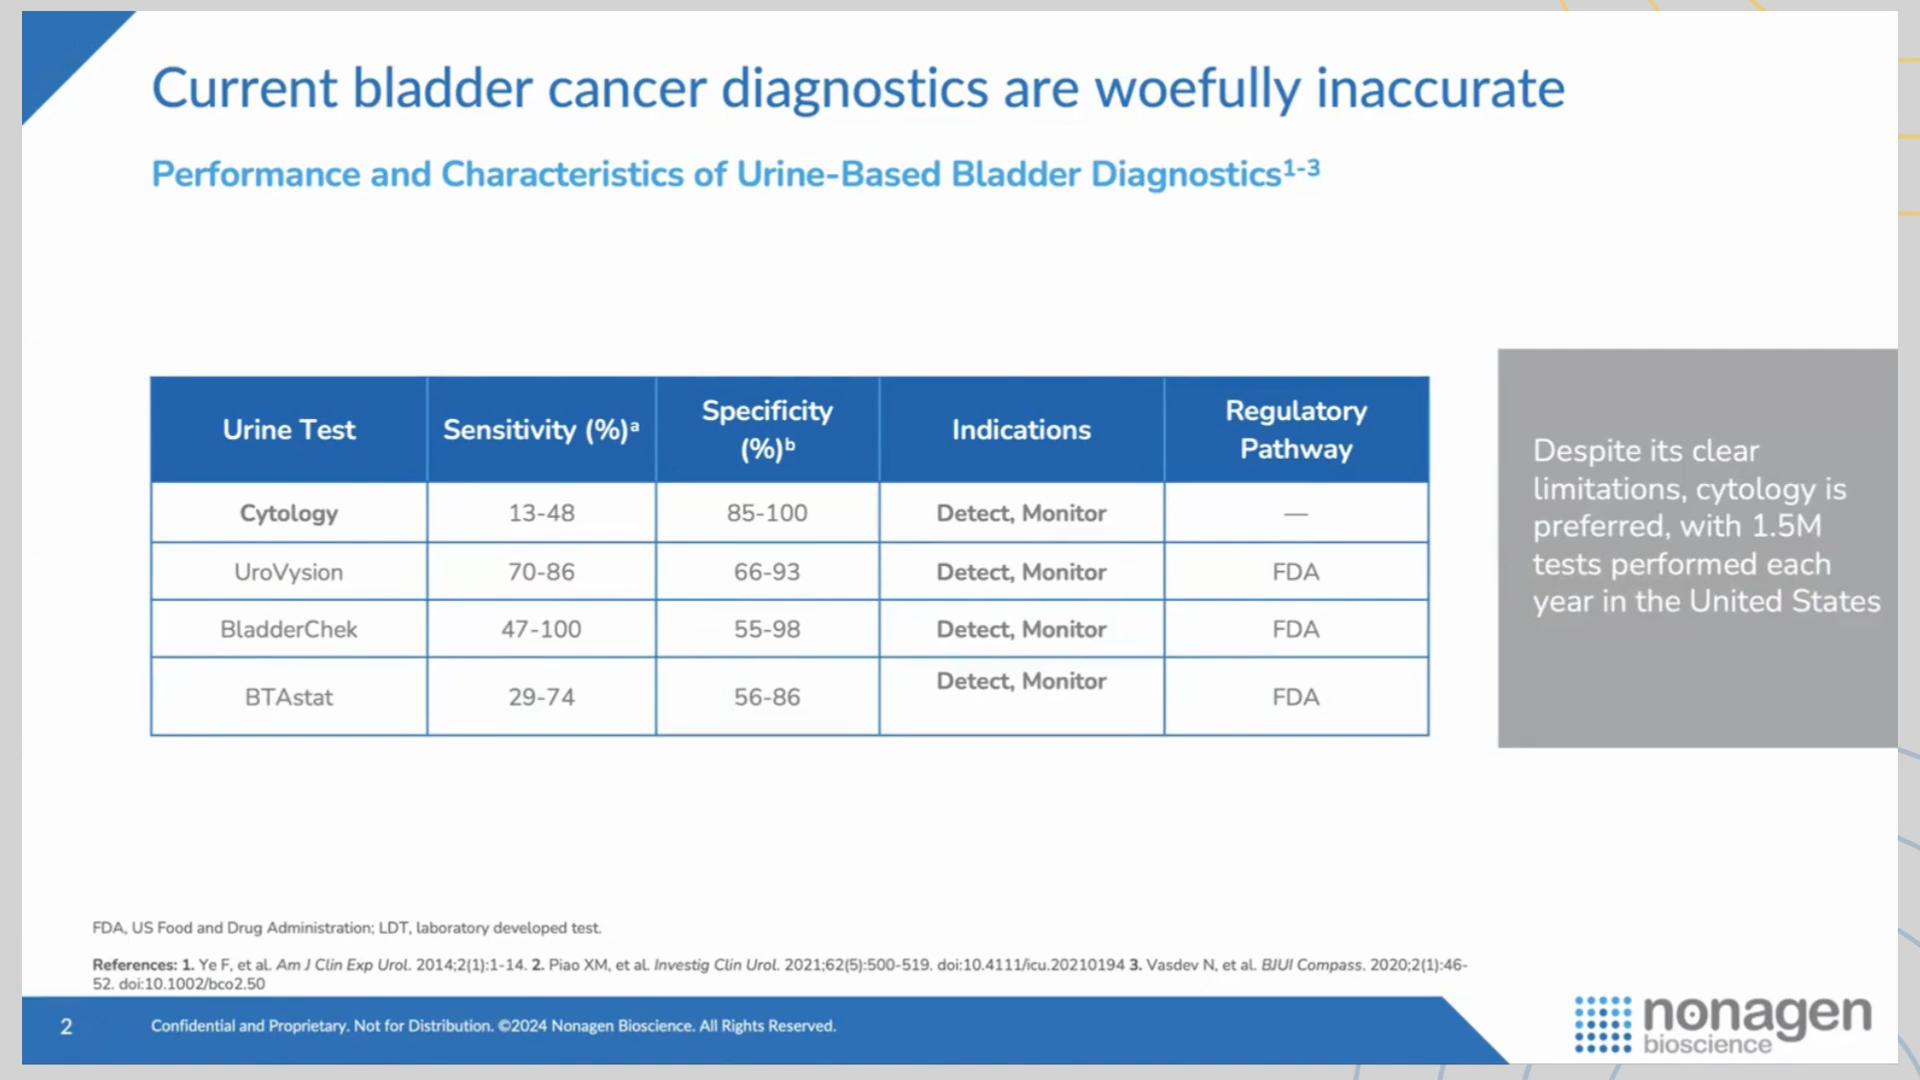 Current bladder cancer diagnostics are woefully inaccurate
Performance and Characteristics of Urine-Based Bladder Diagnostics¹⁻³
Urine Test Sensitivity (%)ᵃ Specificity (%)ᵇ Indications Regulatory Pathway
Cytology 13-48 85-100 Detect, Monitor —
UroVysion 70-86 66-93 Detect, Monitor FDA
BladderChek 47-100 55-98 Detect, Monitor FDA
BTAstat 29-74 56-86 Detect, Monitor FDA
Despite its clear
limitations, cytology is
preferred, with 1.5M
tests performed each
year in the United States
FDA, US Food and Drug Administration; LDT, laboratory developed test.
References: 1. Ye F, et al. Am J Clin Exp Urol. 2014;2(1):1-14. 2. Piao XM, et al. Investig Clin Urol. 2021;62(5):500-519. doi:10.4111/icu.20210194 3. Vasdev N, et al. BJUI Compass. 2020;2(1):46-
52. doi:10.1002/bco2.50
2 Confidential and Proprietary. Not for Distribution. ©2024 Nonagen Bioscience. All Rights Reserved.
nonagen
bioscience